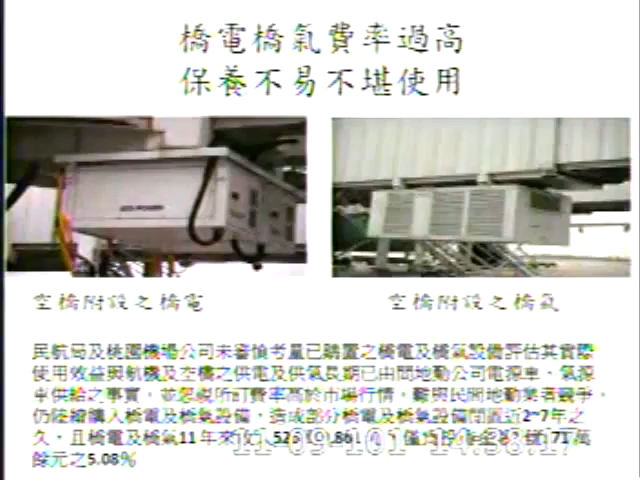 橋電橋氣費率過高
保養不易不堪使用
空橋附設之橋電
空橋附設之橋氣
民航局及桃園機場公司未審慎考量已購置之橋電及橋氣設備評估其實際
使用效益與航機及空橋之供電及供氣長期已由間地勤公司電源車、氣源
車供給之事實，並忽視所訂費率高於市場行情，難與民間地勤業者競爭，
仍陸續購入橋電及橋氣設備，造成部分橋電及橋氣設備閒置近2~7年之
久，且橋電及橋氣11年來
餘元之5.08%